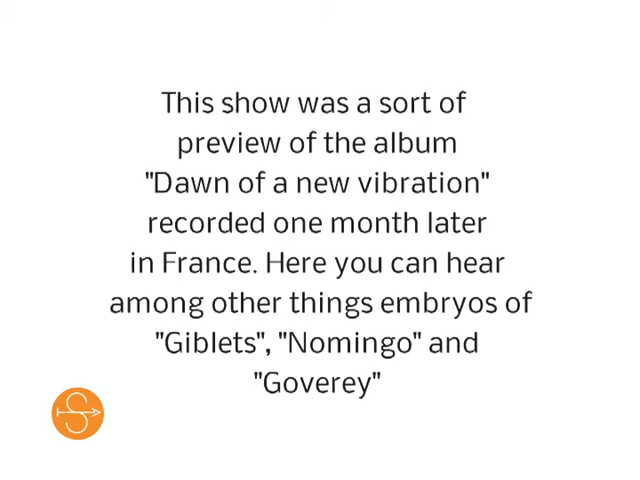 This show was a sort of
preview of the album
"Dawn of a new vibration"
recorded one month later
in France. Here you can hear
among other things embryos of
"Giblets", "Nomingo" and
"Goverey"
S